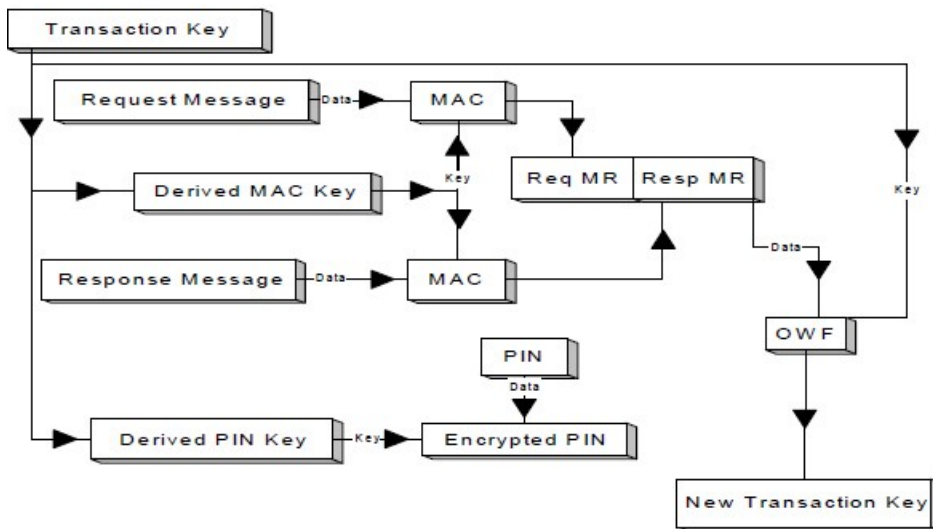 Transaction Key
Request Message
Data
MAC
Req MR
Resp MR
Derived MAC Key
Key
Key
Data
Response Message
Data
MAC
OWF
PIN
Data
Derived PIN Key
Key
Encrypted PIN
New Transaction Key